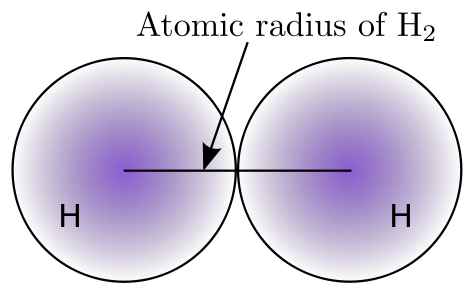 Atomic radius of H₂
H
H